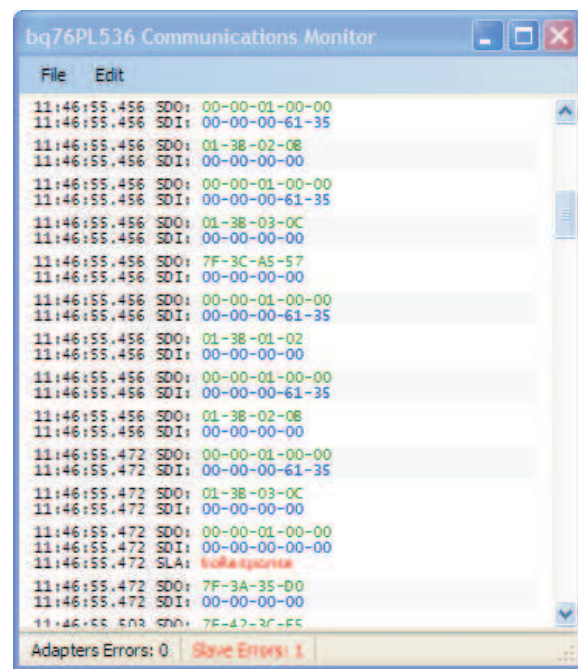 bq76PL536 Communications Monitor
File Edit
11:46:55.456 SDO: 00-00-01-00-00
11:46:55.456 SDI: 00-00-00-61-35
11:46:55.456 SDO: 01-3B-02-0B
11:46:55.456 SDI: 00-00-00-00
11:46:55.456 SDO: 00-00-01-00-00
11:46:55.456 SDI: 00-00-00-61-35
11:46:55.456 SDO: 01-3B-03-0C
11:46:55.456 SDI: 00-00-00-00
11:46:55.456 SDO: 7F-3C-A5-57
11:46:55.456 SDO: 00-00-01-00-00
11:46:55.456 SDI: 00-00-00-61-35
11:46:55.456 SDO: 01-3B-01-02
11:46:55.456 SDI: 00-00-00-00
11:46:55.456 SDO: 00-00-01-00-00
11:46:55.456 SDI: 00-00-00-61-35
11:46:55.456 SDO: 01-3B-02-0B
11:46:55.456 SDI: 00-00-00-00
11:46:55.472 SDO: 00-00-01-00-00
11:46:55.472 SDI: 00-00-00-61-35
11:46:55.472 SDO: 01-3B-03-0C
11:46:55.472 SDI: 00-00-00-00
11:46:55.472 SDO: 00-00-01-00-00
11:46:55.472 SDI: 00-00-00-00-00
11:46:55.472 SLA: NoResponse
11:46:55.472 SDO: 7F-3A-35-D0
11:46:55.472 SDI: 00-00-00-00
11:46:55.503 SDO: 7F-42-3C-F5
Adapters Errors: 0 Slave Errors: 1